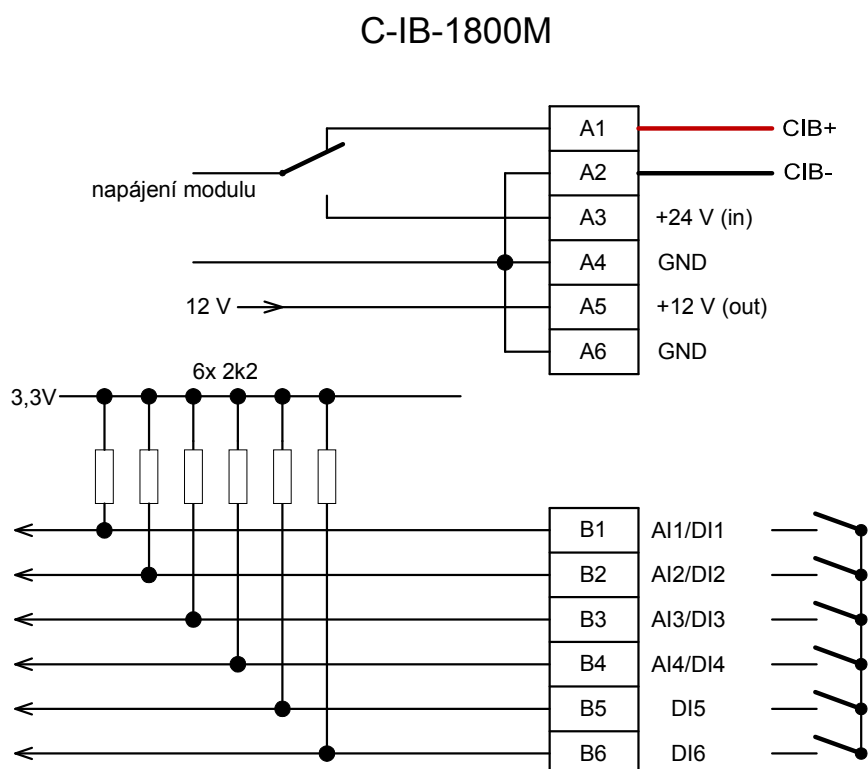 C-IB-1800M
A1 CIB+
A2 CIB-
napájení modulu
A3 +24 V (in)
A4 GND
12 V A5 +12 V (out)
A6 GND
6x 2k2
3,3V
B1 AI1/DI1
B2 AI2/DI2
B3 AI3/DI3
B4 AI4/DI4
B5 DI5
B6 DI6